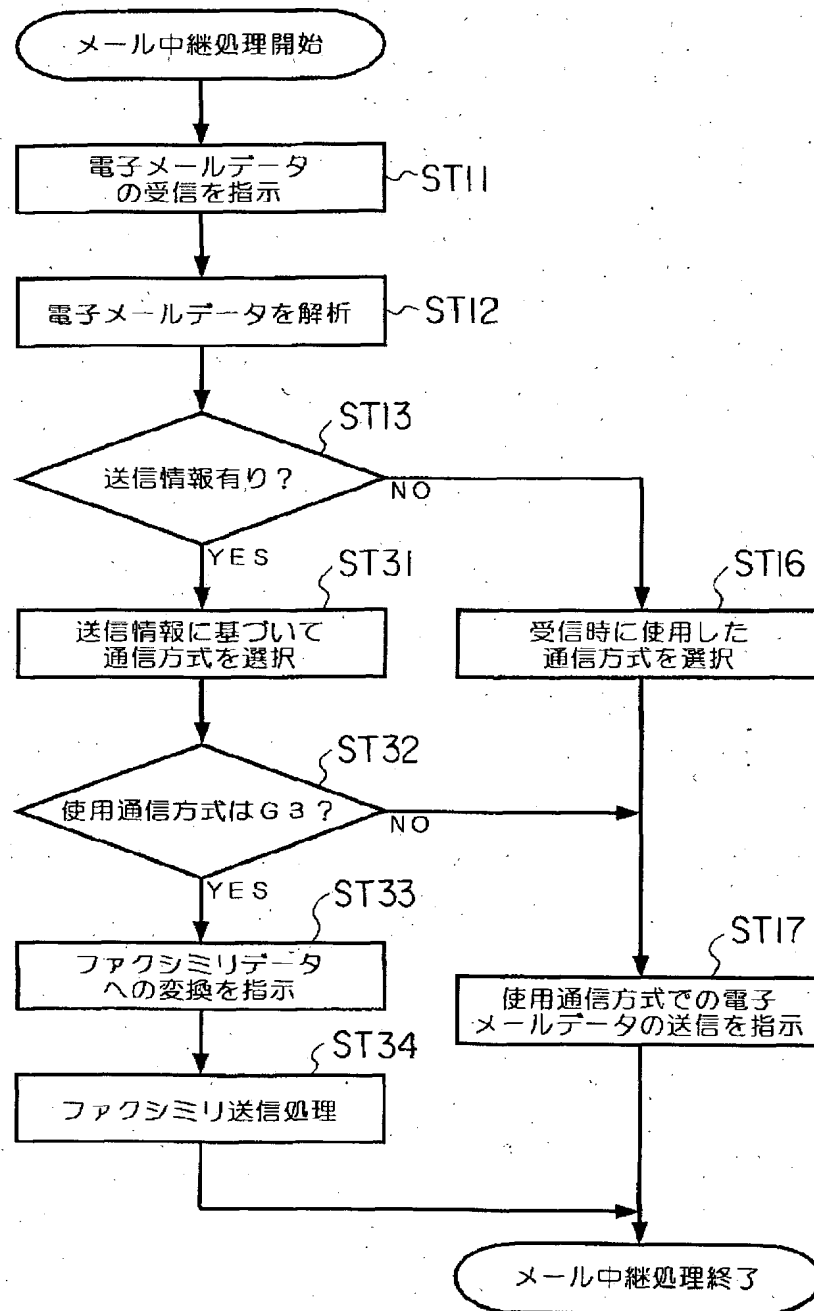 メール中継処理開始
電子メールデータ
の受信を指示
ST11
電子メールデータを解析
ST12
ST13
送信情報有り？
NO
YES
ST31
送信情報に基づいて
通信方式を選択
ST16
受信時に使用した
通信方式を選択
ST32
使用通信方式はG3？
NO
YES
ST33
ファクシミリデータ
への変換を指示
ST17
使用通信方式での電子
メールデータの送信を指示
ST34
ファクシミリ送信処理
メール中継処理終了